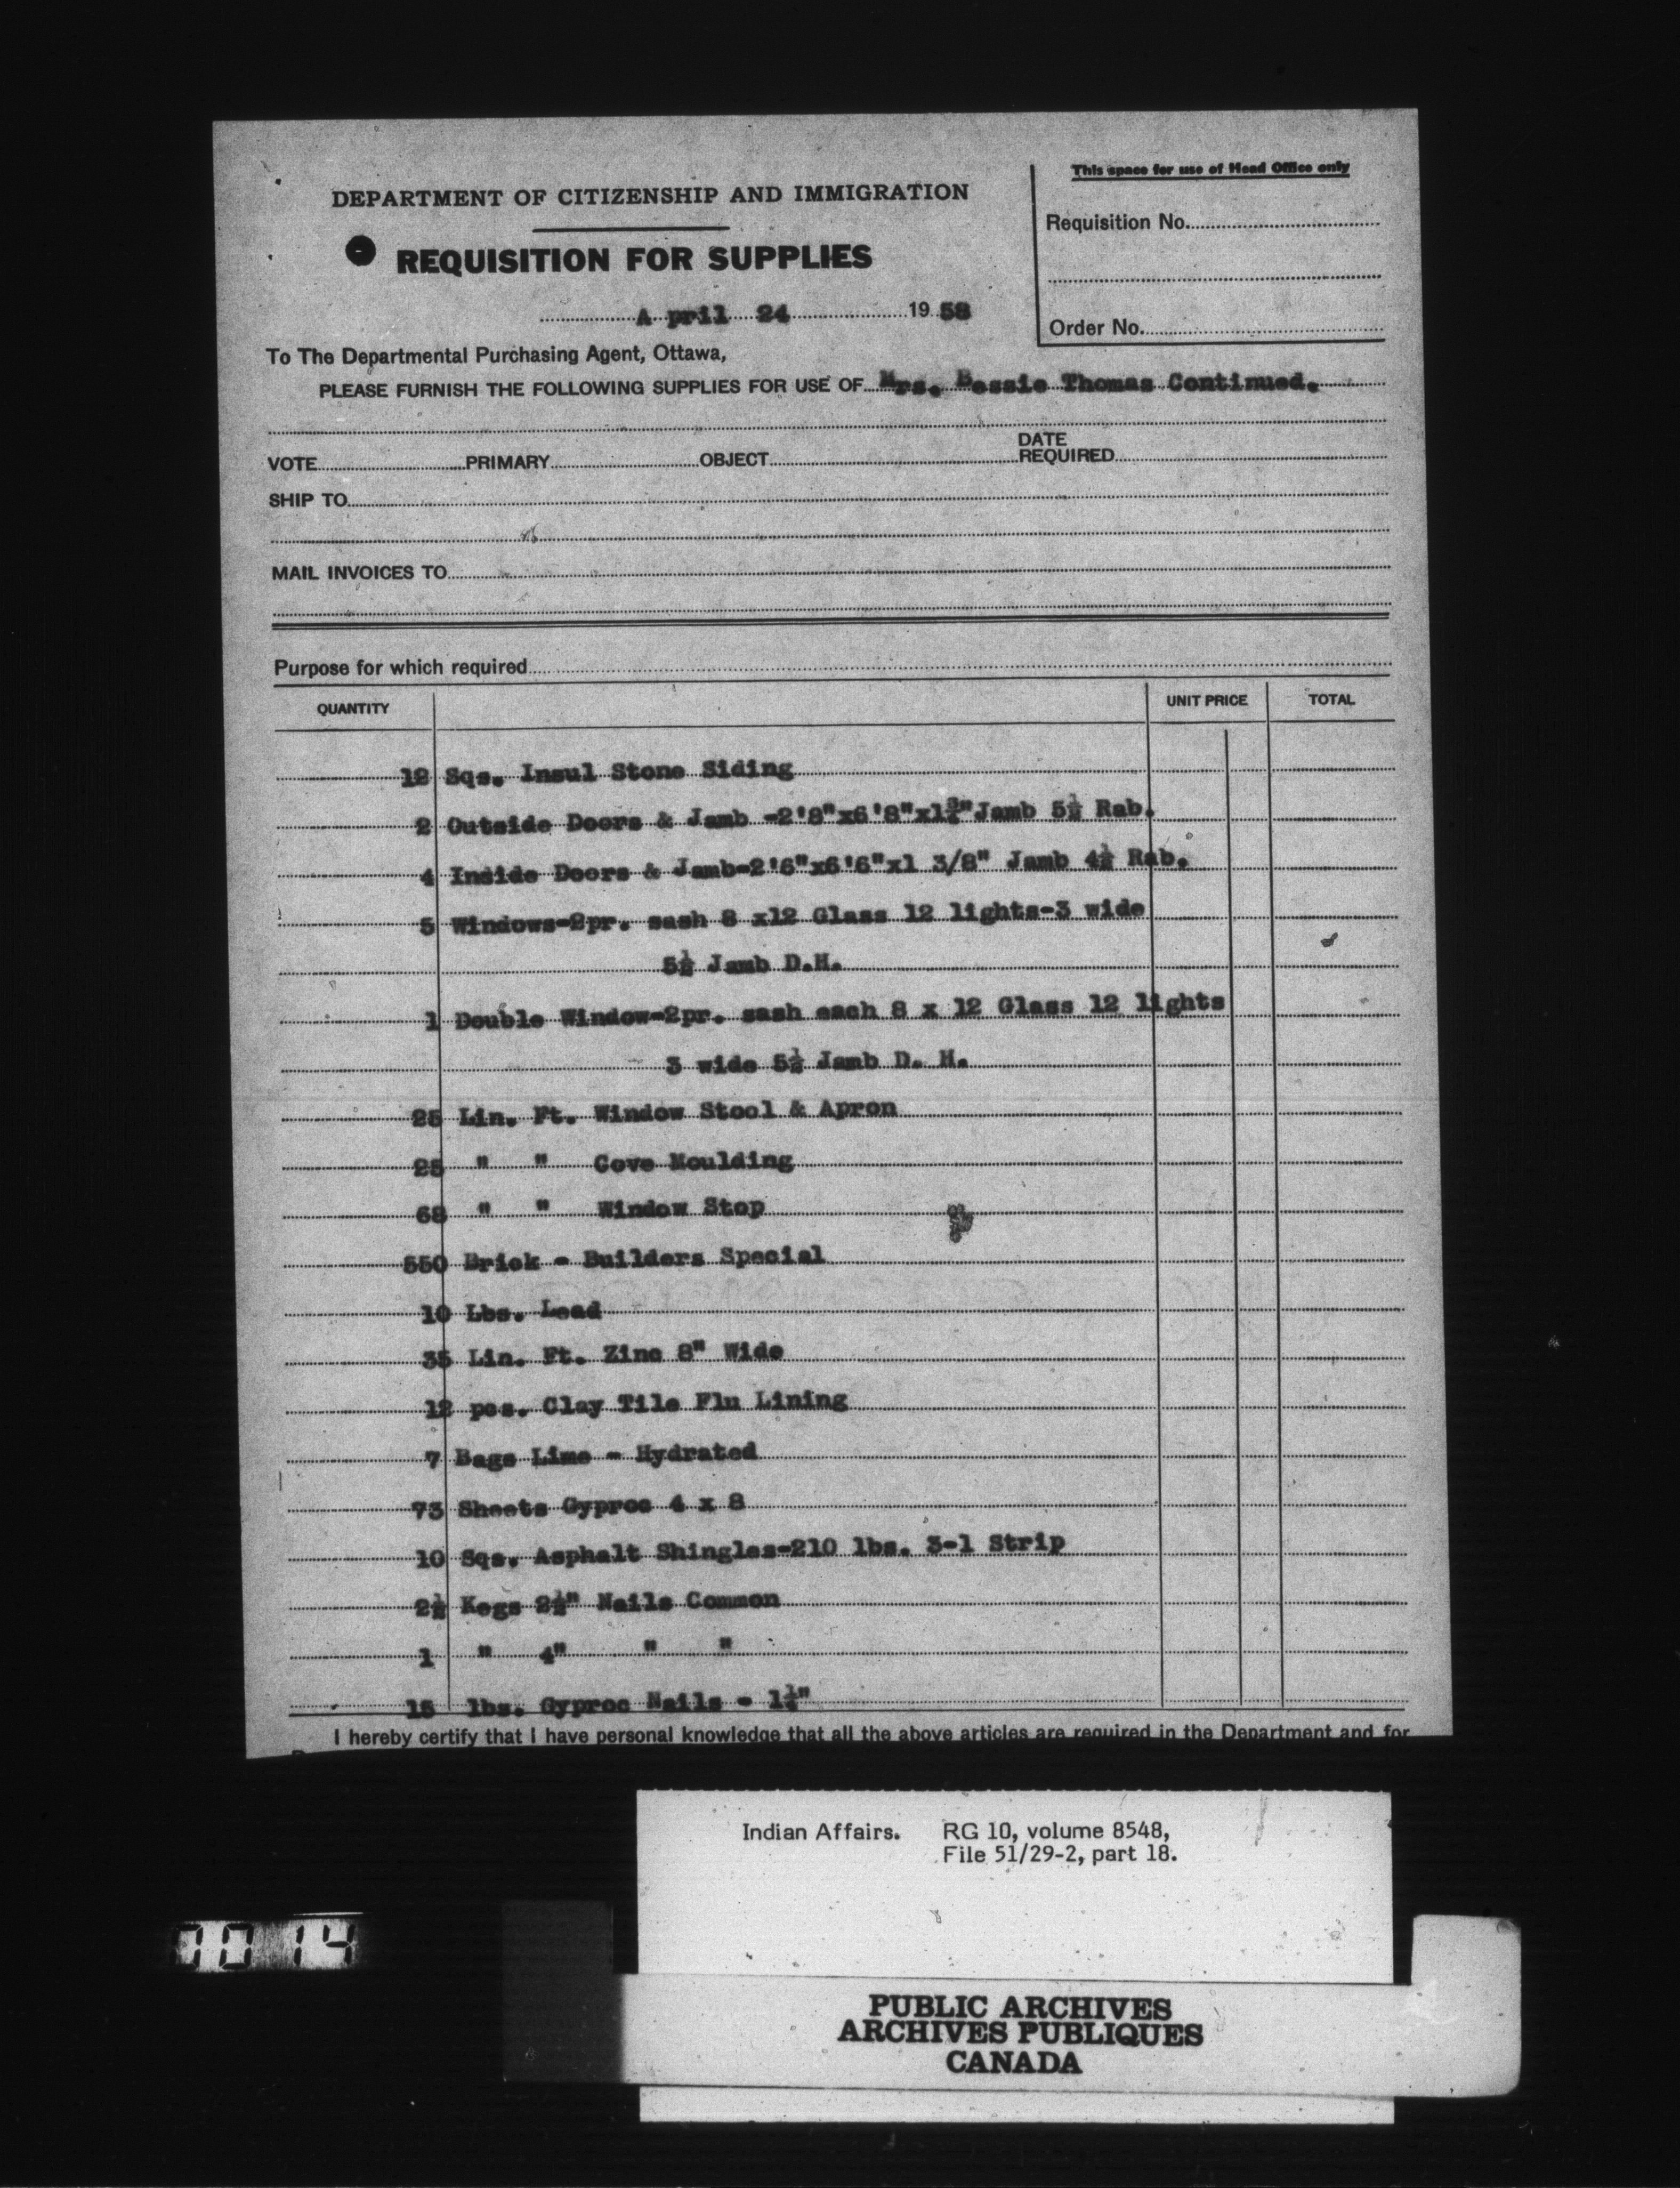 This space for use of Head Office only
DEPARTMENT OF CITIZENSHIP AND IMMIGRATION
REQUISITION FOR SUPPLIES
Requisition No.
A pril 24 19 58
Order No.
To The Departmental Purchasing Agent, Ottawa,
PLEASE FURNISH THE FOLLOWING SUPPLIES FOR USE OF Mrs. Bessie Thomas Continued.
VOTE PRIMARY OBJECT DATE REQUIRED
SHIP TO
MAIL INVOICES TO
Purpose for which required
QUANTITY UNIT PRICE TOTAL
12 Sqs. Insul Stone Siding
2 Outside Doors & Jamb -2'8"x6'8"x1¾"Jamb 5½ Rab.
4 Inside Doors & Jamb-2'6"x6'6"x1 3/8" Jamb 4½ Rab.
5 Windows-2pr. sash 8 x12 Glass 12 lights-3 wide
5½ Jamb D.H.
1 Double Window-2pr. sash each 8 x 12 Glass 12 lights
3 wide 5½ Jamb D. H.
25 Lin. Ft. Window Stool & Apron
25 " " Cove Moulding
68 " " Window Stop
550 Brick - Builders Special
10 Lbs. Lead
35 Lin. Ft. Zinc 8" Wide
12 pcs. Clay Tile Flu Lining
7 Bags Lime - Hydrated
73 Sheets Gyproc 4 x 8
10 Sqs. Asphalt Shingles-210 lbs. 3-1 Strip
2½ Kegs 2½" Nails Common
1 " 4" " "
15 lbs. Gyproc Nails - 1¼"
I hereby certify that I have personal knowledge that all the above articles are required in the Department and for
Indian Affairs. RG 10, volume 8548,
File 51/29-2, part 18.
7014
PUBLIC ARCHIVES
ARCHIVES PUBLIQUES
CANADA